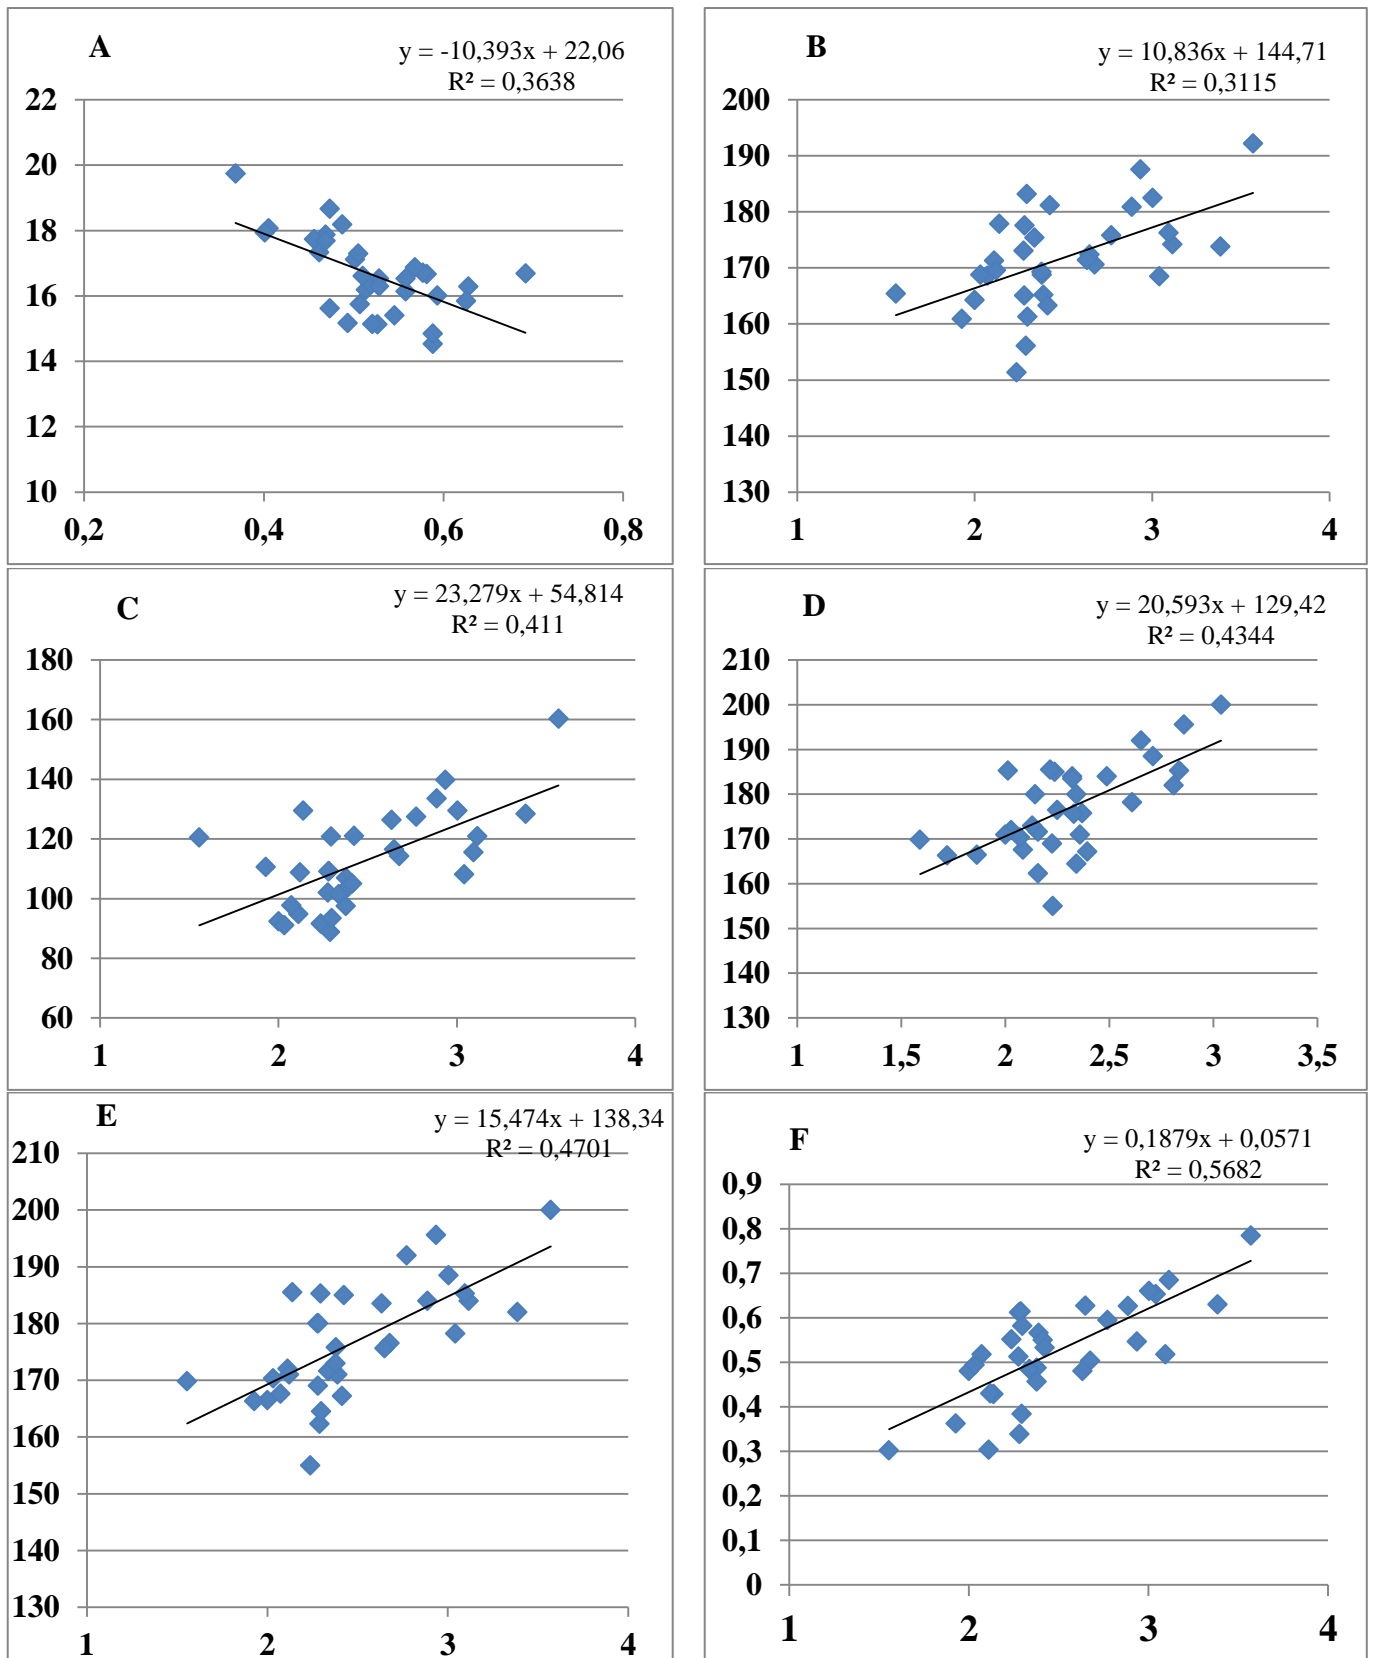 A
y = -10,393x + 22,06
R² = 0,3638
22
20
18
16
14
12
10
0,2 0,4 0,6 0,8
B
y = 10,836x + 144,71
R² = 0,3115
200
190
180
170
160
150
140
130
1 2 3 4
C
y = 23,279x + 54,814
R² = 0,411
180
160
140
120
100
80
60
1 2 3 4
D
y = 20,593x + 129,42
R² = 0,4344
210
200
190
180
170
160
150
140
130
1 1,5 2 2,5 3 3,5
E
y = 15,474x + 138,34
R² = 0,4701
210
200
190
180
170
160
150
140
130
1 2 3 4
F
y = 0,1879x + 0,0571
R² = 0,5682
0,9
0,8
0,7
0,6
0,5
0,4
0,3
0,2
0,1
0
1 2 3 4